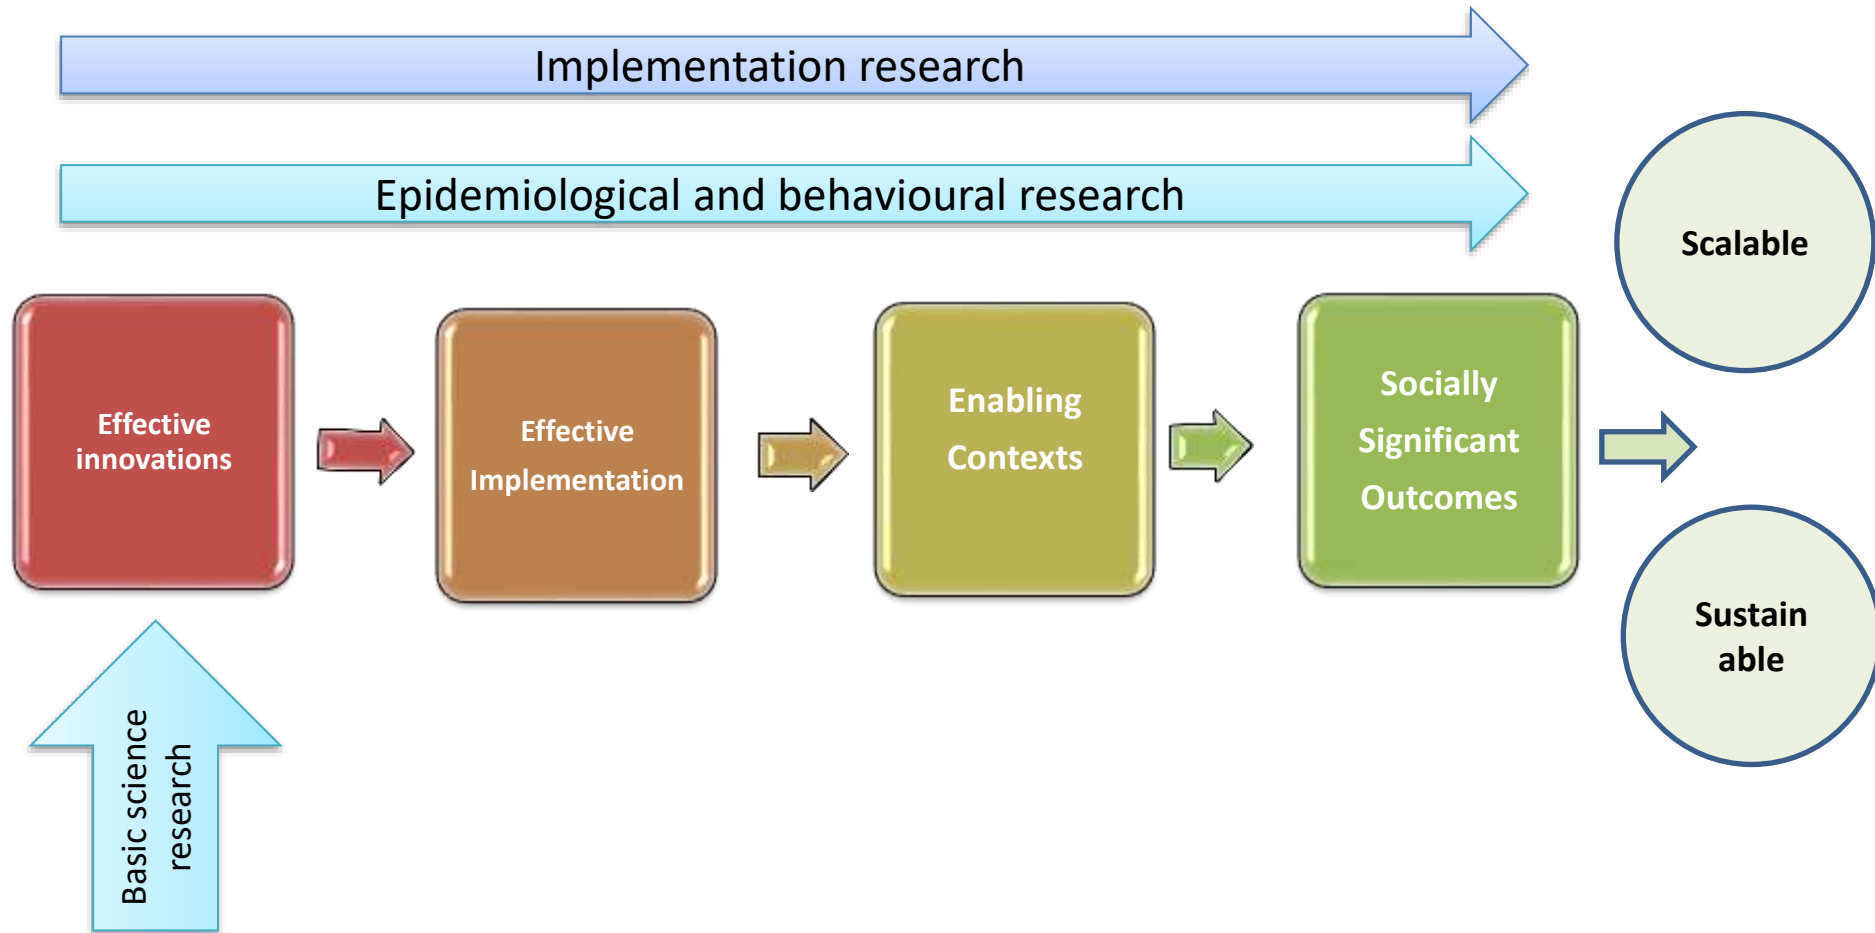 Implementation research
Epidemiological and behavioural research
Scalable
Effective
innovations
Effective
Implementation
Enabling
Contexts
Socially
Significant
Outcomes
Sustain
able
Basic science
research